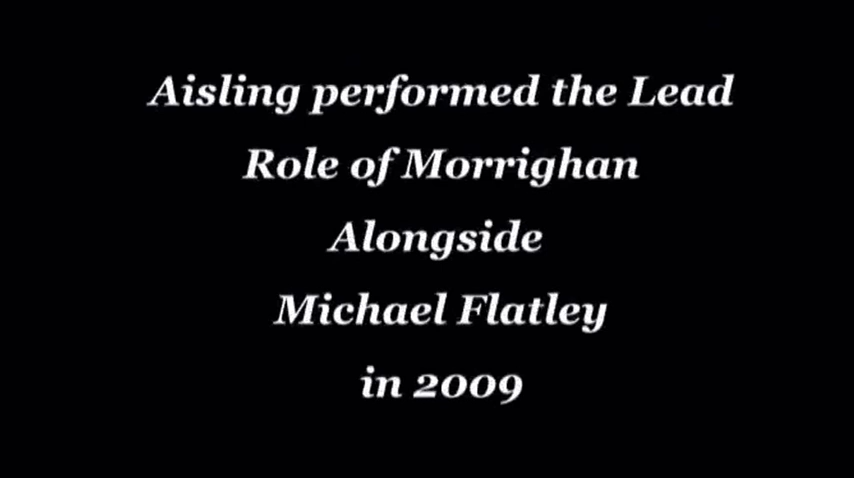 Aisling performed the Lead
Role of Morrighan
Alongside
Michael Flatley
in 2009